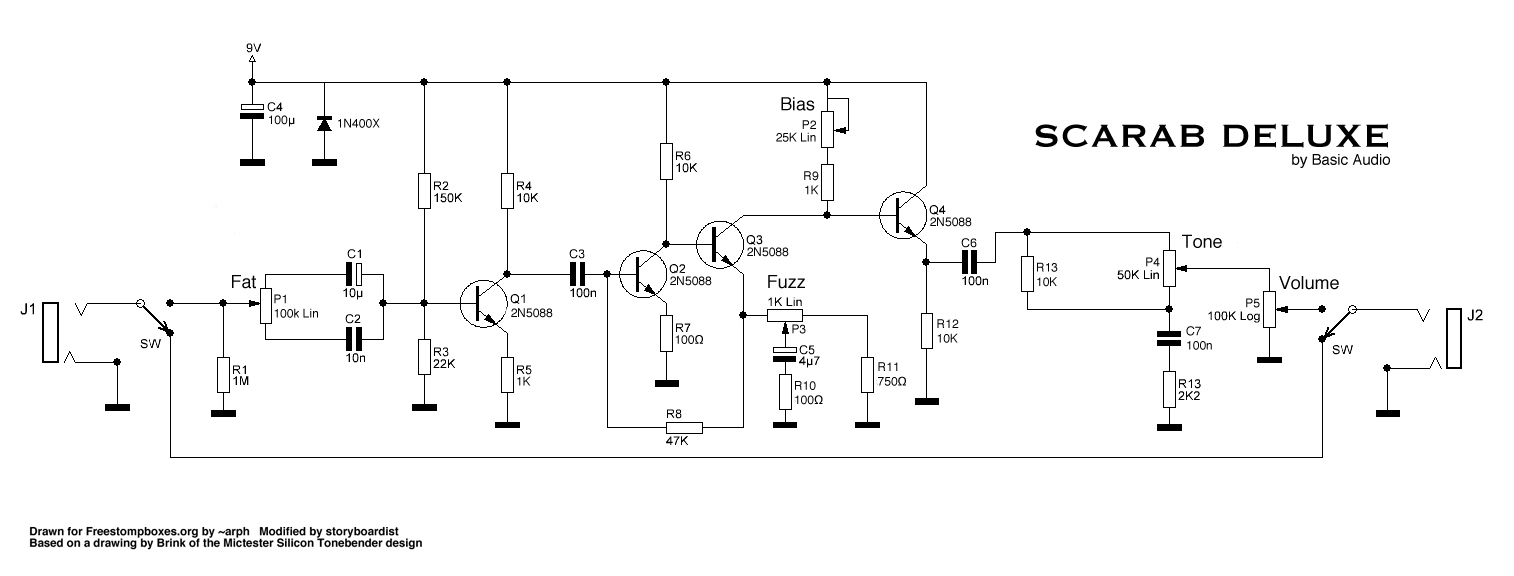 9V
C4
100µ
1N400X
Bias
P2
25K Lin
SCARAB DELUXE
by Basic Audio
R2
150K
R4
10K
R6
10K
R9
1K
Q4
2N5088
Q3
2N5088
Tone
P4
50K Lin
C6
100n
R13
10K
C1
10µ
Fat
P1
100k Lin
C3
100n
Q2
2N5088
Fuzz
1K Lin
P3
Volume
P5
100K Log
J1
SW
Q1
2N5088
C2
10n
R7
100Ω
C5
4µ7
R12
10K
C7
100n
SW
J2
R1
1M
R3
22K
R5
1K
R10
100Ω
R11
750Ω
R13
2K2
R8
47K
Drawn for Freestompboxes.org by ~arph Modified by storyboardist
Based on a drawing by Brink of the Mictester Silicon Tonebender design